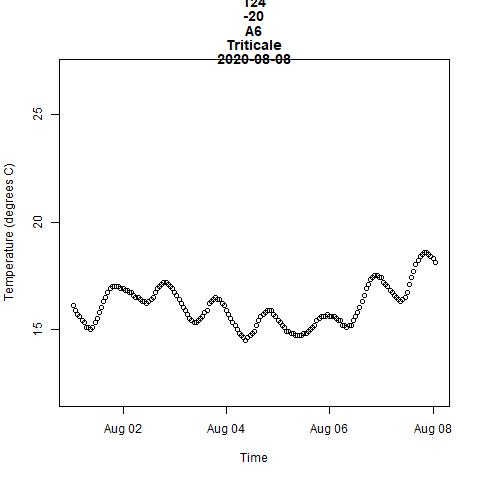 124
-20
A6
Triticale
2020-08-08
25
20
15
Temperature (degrees C)
Aug 02
Aug 04
Aug 06
Aug 08
Time